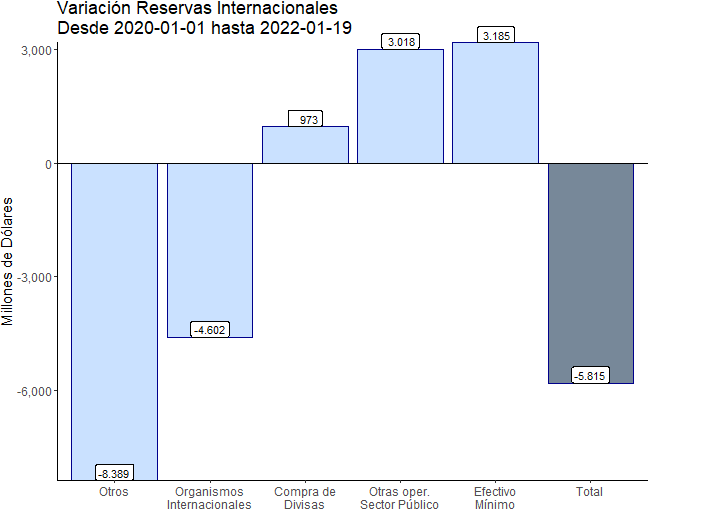 Variación Reservas Internacionales
Desde 2020-01-01 hasta 2022-01-19
Millones de Dólares
3,000
0
-3,000
-6,000
-8.389
-4.602
973
3.018
3.185
-5.815
Otros
Organismos
Internacionales
Compra de
Divisas
Otras oper.
Sector Público
Efectivo
Mínimo
Total